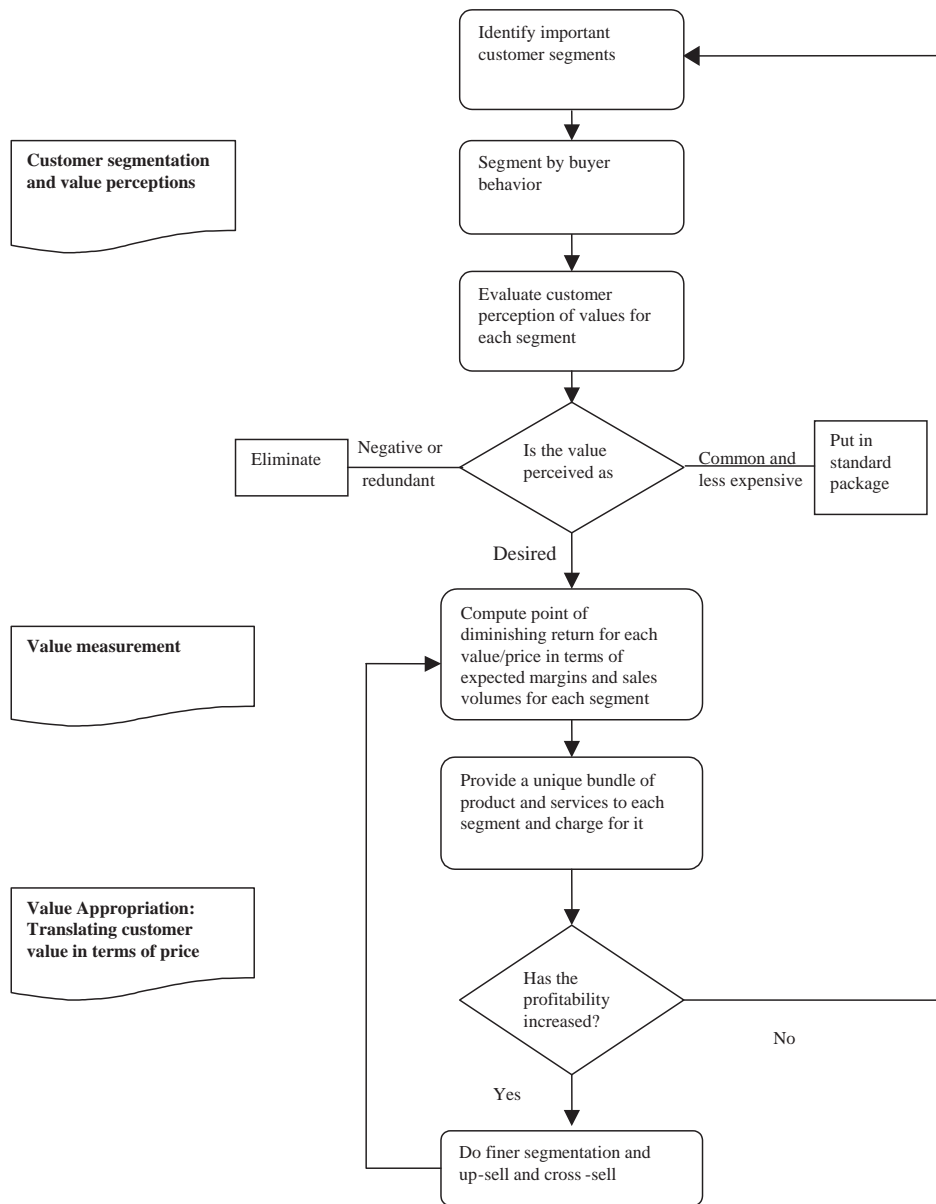 Identify important
customer segments
Customer segmentation
and value perceptions
Segment by buyer
behavior
Evaluate customer
perception of values for
each segment
Eliminate
Negative or
redundant
Is the value
perceived as
Common and
less expensive
Put in
standard
package
Desired
Value measurement
Compute point of
diminishing return for each
value/price in terms of
expected margins and sales
volumes for each segment
Provide a unique bundle of
product and services to each
segment and charge for it
Value Appropriation:
Translating customer
value in terms of price
Has the
profitability
increased?
No
Yes
Do finer segmentation and
up-sell and cross -sell